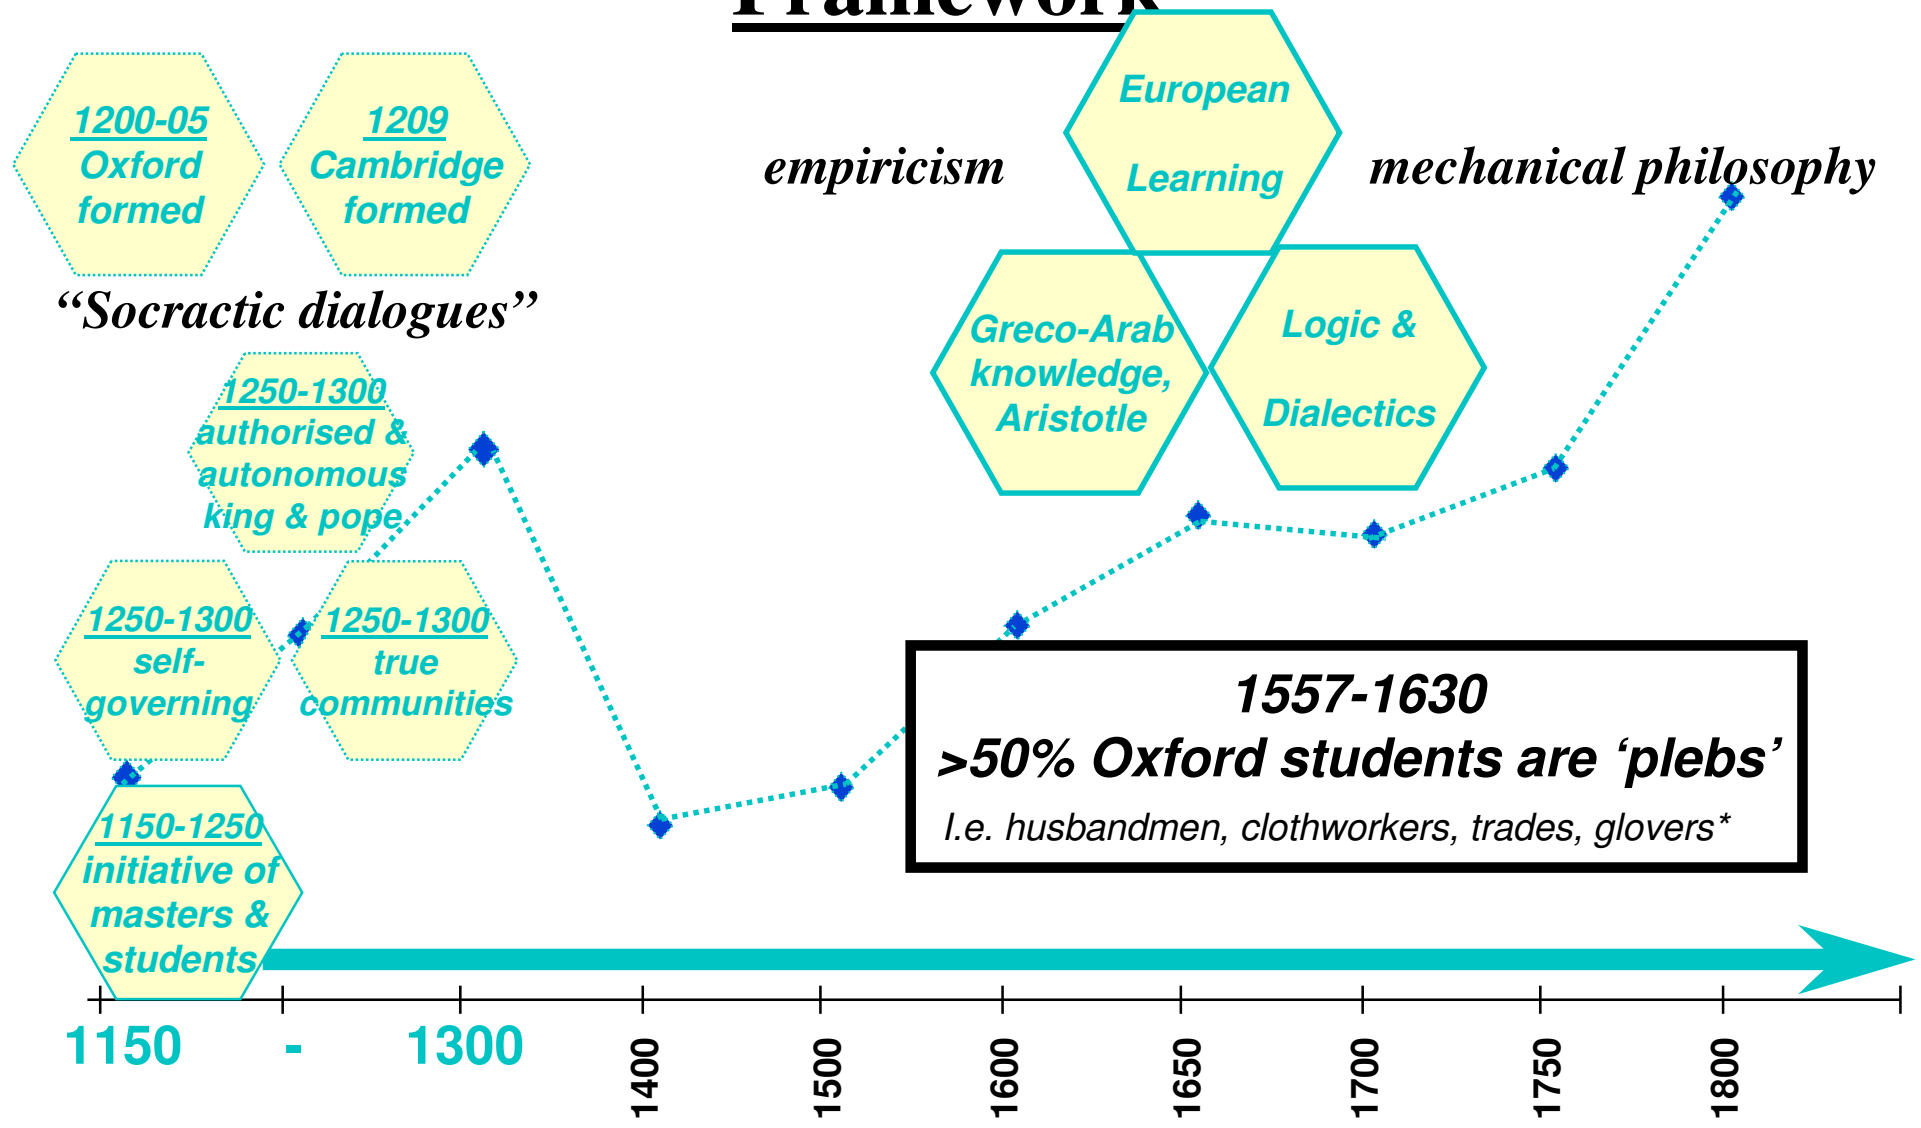 Framework
1200-05
Oxford
formed
1209
Cambridge
formed
“Socractic dialogues”
empiricism
European
Learning
mechanical philosophy
Greco-Arab
knowledge,
Aristotle
Logic &
Dialectics
1250-1300
authorised &
autonomous
king & pope
1250-1300
self-
governing
1250-1300
true
communities
1150-1250
initiative of
masters &
students
1557-1630
>50% Oxford students are ‘plebs’
I.e. husbandmen, clothworkers, trades, glovers*
1150 - 1300
1400
1500
1600
1650
1700
1750
1800